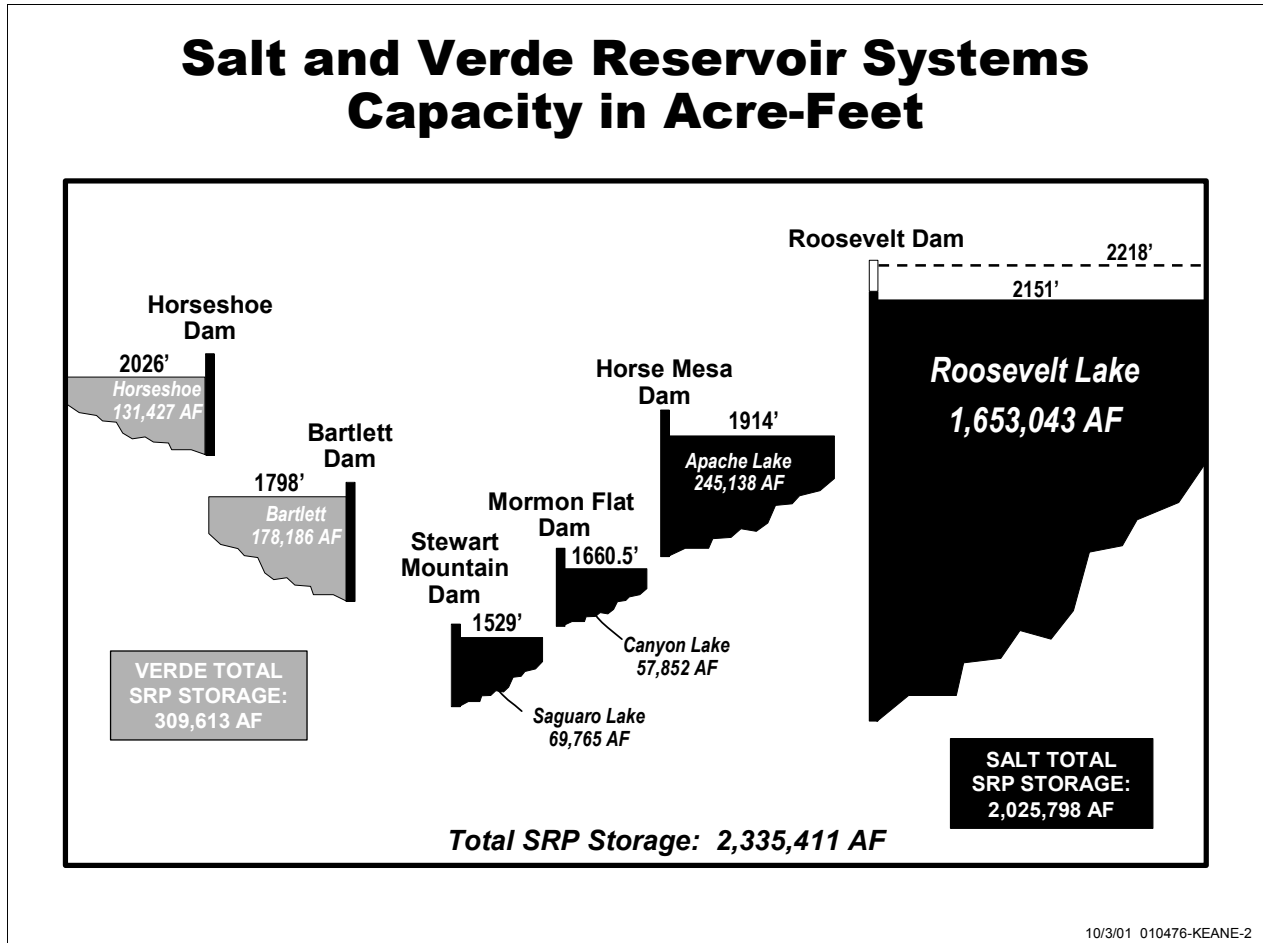 Salt and Verde Reservoir Systems
Capacity in Acre-Feet
Roosevelt Dam
2218’
2151’
Roosevelt Lake
1,653,043 AF
Horseshoe
Dam
2026’
Horseshoe
131,427 AF
Horse Mesa
Dam
1914’
Apache Lake
245,138 AF
Bartlett
Dam
1798’
Bartlett
178,186 AF
Mormon Flat
Dam
1660.5’
Canyon Lake
57,852 AF
Stewart
Mountain
Dam
1529’
Saguaro Lake
69,765 AF
VERDE TOTAL
SRP STORAGE:
309,613 AF
SALT TOTAL
SRP STORAGE:
2,025,798 AF
Total SRP Storage: 2,335,411 AF
10/3/01 010476-KEANE-2